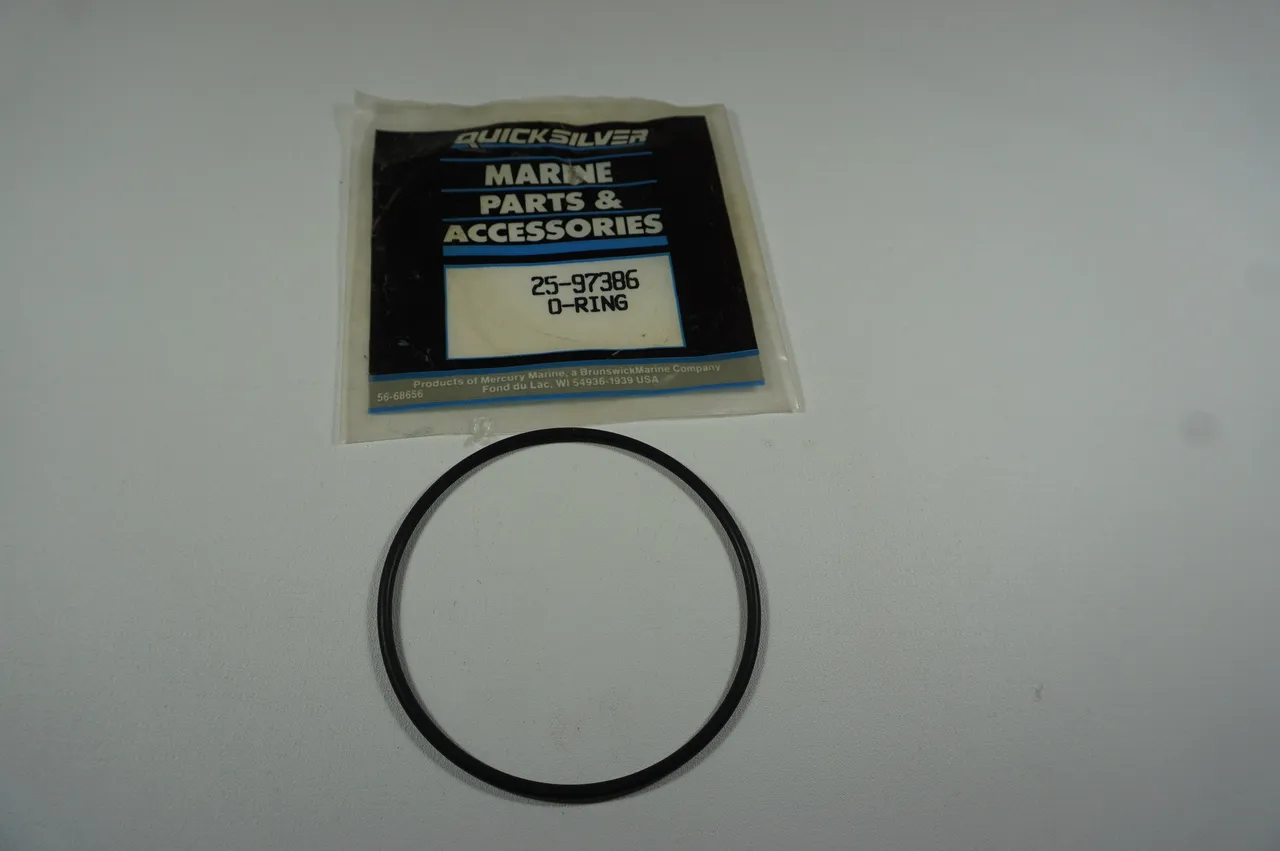 QUICKSILVER
MARINE
PARTS &
ACCESSORIES
25-97386
O-RING
Products of Mercury Marine, a BrunswickMarine Company
Fond du Lac, WI 54936-1939 USA
56-68656